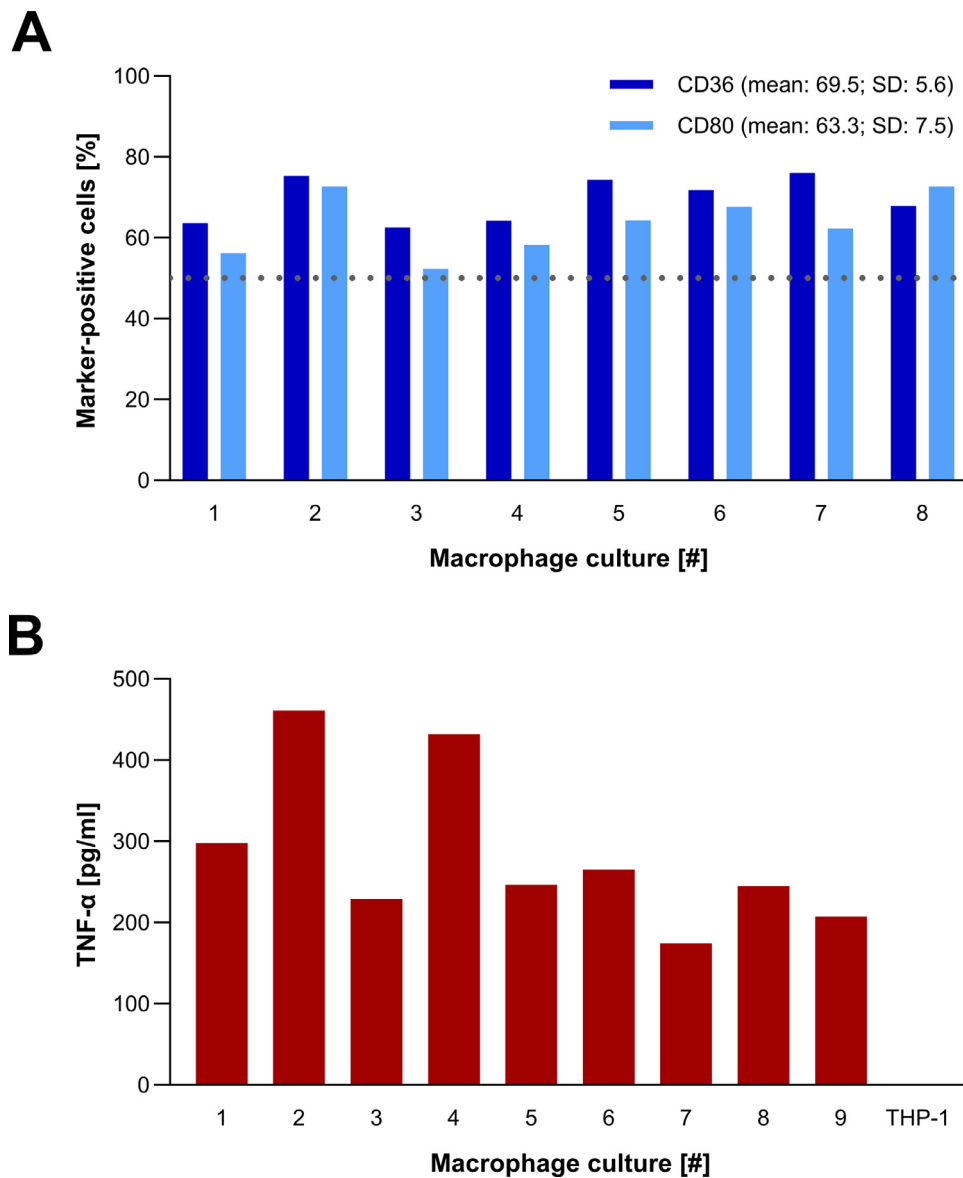 A
CD36 (mean: 69.5; SD: 5.6)
CD80 (mean: 63.3; SD: 7.5)
Marker-positive cells [%]
100
80
60
40
20
0
1 2 3 4 5 6 7 8
Macrophage culture [#]
B
TNF-α [pg/ml]
500
400
300
200
100
0
1 2 3 4 5 6 7 8 9 THP-1
Macrophage culture [#]